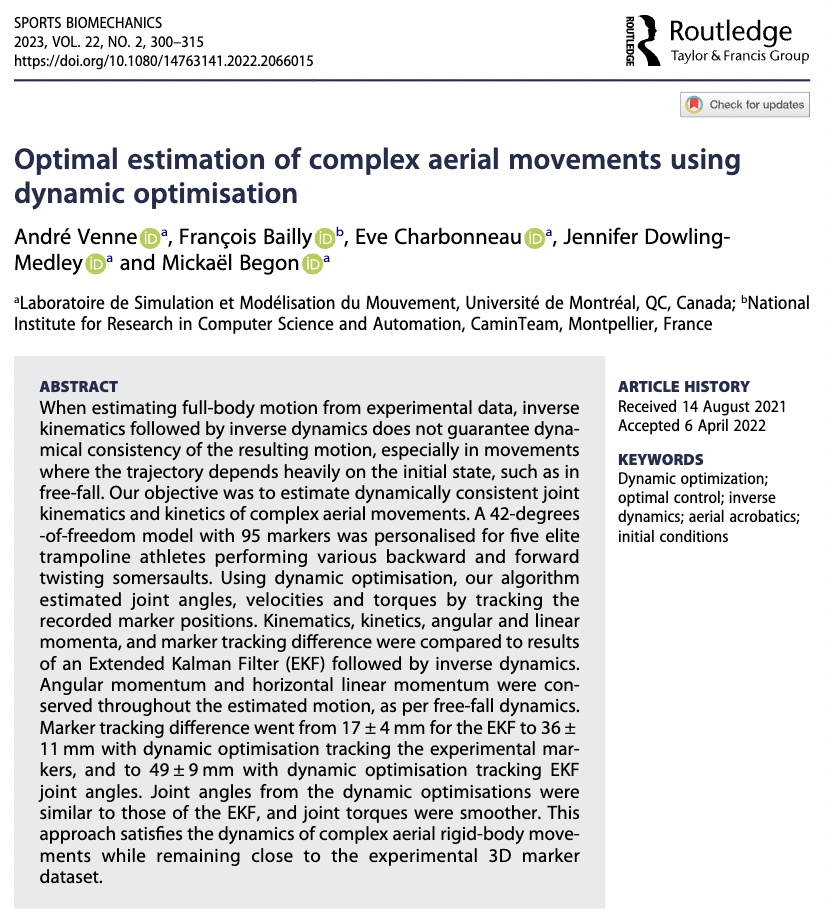 SPORTS BIOMECHANICS
2023, VOL. 22, NO. 2, 300–315
https://doi.org/10.1080/14763141.2022.2066015
ROUTLEDGE
Routledge
Taylor & Francis Group
Check for updates
Optimal estimation of complex aerial movements using
dynamic optimisation
André Venne iD a, François Bailly iD b, Eve Charbonneau iD a, Jennifer Dowling-
Medley iD a and Mickaël Begon iD a
aLaboratoire de Simulation et Modélisation du Mouvement, Université de Montréal, QC, Canada; bNational
Institute for Research in Computer Science and Automation, CaminTeam, Montpellier, France
ABSTRACT
When estimating full-body motion from experimental data, inverse
kinematics followed by inverse dynamics does not guarantee dyna-
mical consistency of the resulting motion, especially in movements
where the trajectory depends heavily on the initial state, such as in
free-fall. Our objective was to estimate dynamically consistent joint
kinematics and kinetics of complex aerial movements. A 42-degrees
-of-freedom model with 95 markers was personalised for five elite
trampoline athletes performing various backward and forward
twisting somersaults. Using dynamic optimisation, our algorithm
estimated joint angles, velocities and torques by tracking the
recorded marker positions. Kinematics, kinetics, angular and linear
momenta, and marker tracking difference were compared to results
of an Extended Kalman Filter (EKF) followed by inverse dynamics.
Angular momentum and horizontal linear momentum were con-
served throughout the estimated motion, as per free-fall dynamics.
Marker tracking difference went from 17 ± 4 mm for the EKF to 36 ±
11 mm with dynamic optimisation tracking the experimental mar-
kers, and to 49 ± 9 mm with dynamic optimisation tracking EKF
joint angles. Joint angles from the dynamic optimisations were
similar to those of the EKF, and joint torques were smoother. This
approach satisfies the dynamics of complex aerial rigid-body move-
ments while remaining close to the experimental 3D marker
dataset.
ARTICLE HISTORY
Received 14 August 2021
Accepted 6 April 2022
KEYWORDS
Dynamic optimization;
optimal control; inverse
dynamics; aerial acrobatics;
initial conditions